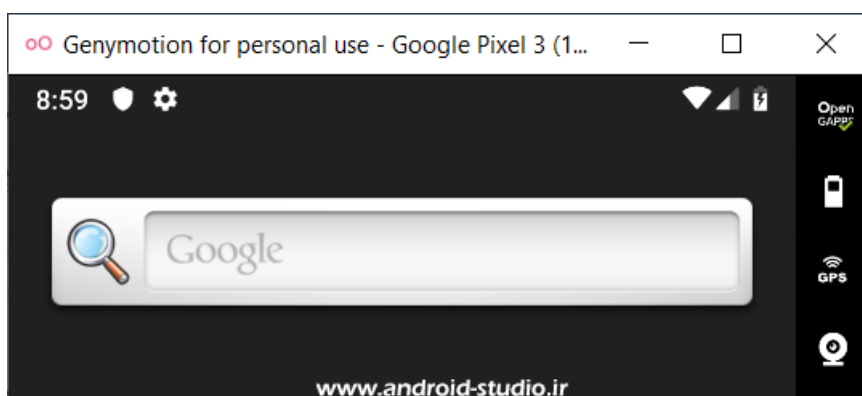 Genymotion for personal use - Google Pixel 3 (1...
8:59
Open
GAPPS
Google
GPS
www.android-studio.ir